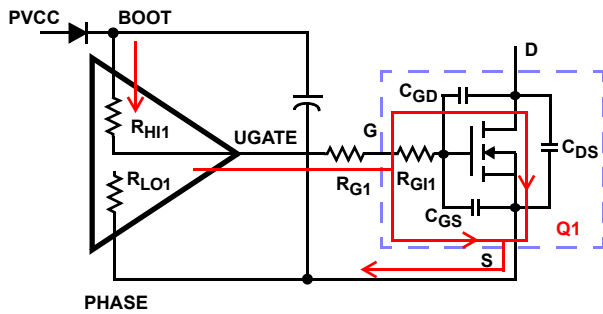 PVCC
BOOT
D
CGD
RHI1
UGATE
G
CDS
RLO1
RG1
RGI1
CGS
Q1
S
PHASE